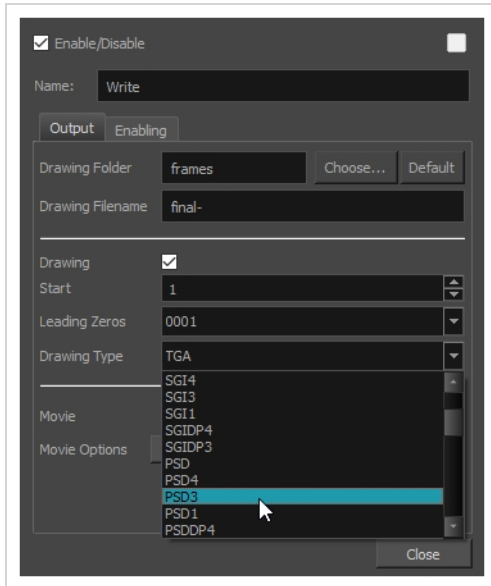 Enable/Disable
Name: Write
Output Enabling
Drawing Folder frames Choose... Default
Drawing Filename final-
Drawing
Start 1
Leading Zeros 0001
Drawing Type TGA
SGI4
SGI3
SGI1
SGIDP4
SGIDP3
PSD
PSD4
PSD3
PSD1
PSDDP4
Movie
Movie Options
Close